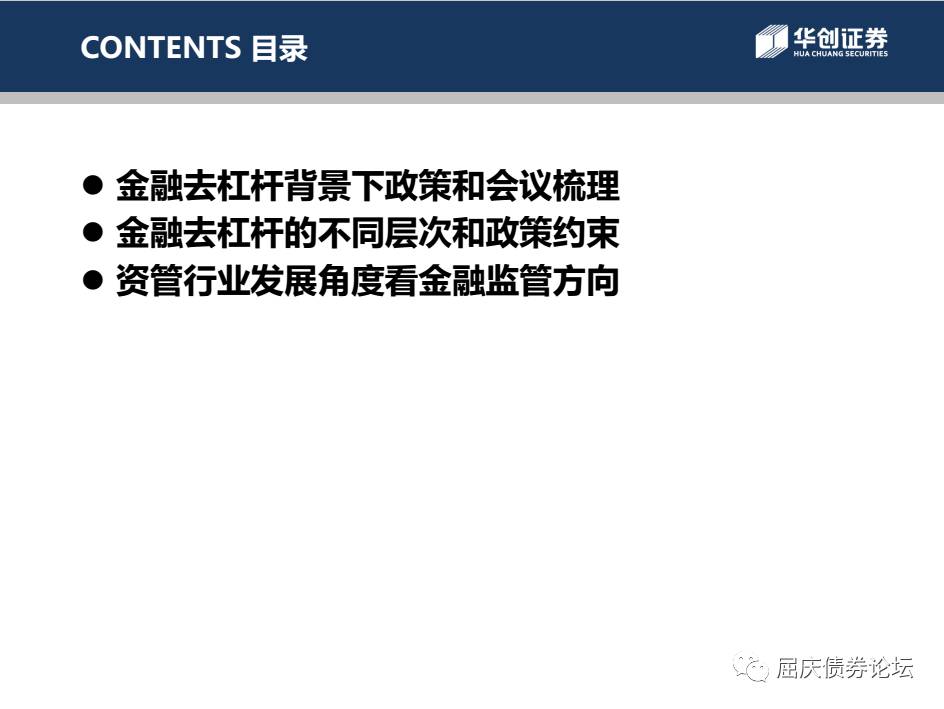 CONTENTS 目录
华创证券
HUA CHUANG SECURITIES
● 金融去杠杆背景下政策和会议梳理
● 金融去杠杆的不同层次和政策约束
● 资管行业发展角度看金融监管方向
屈庆债券论坛